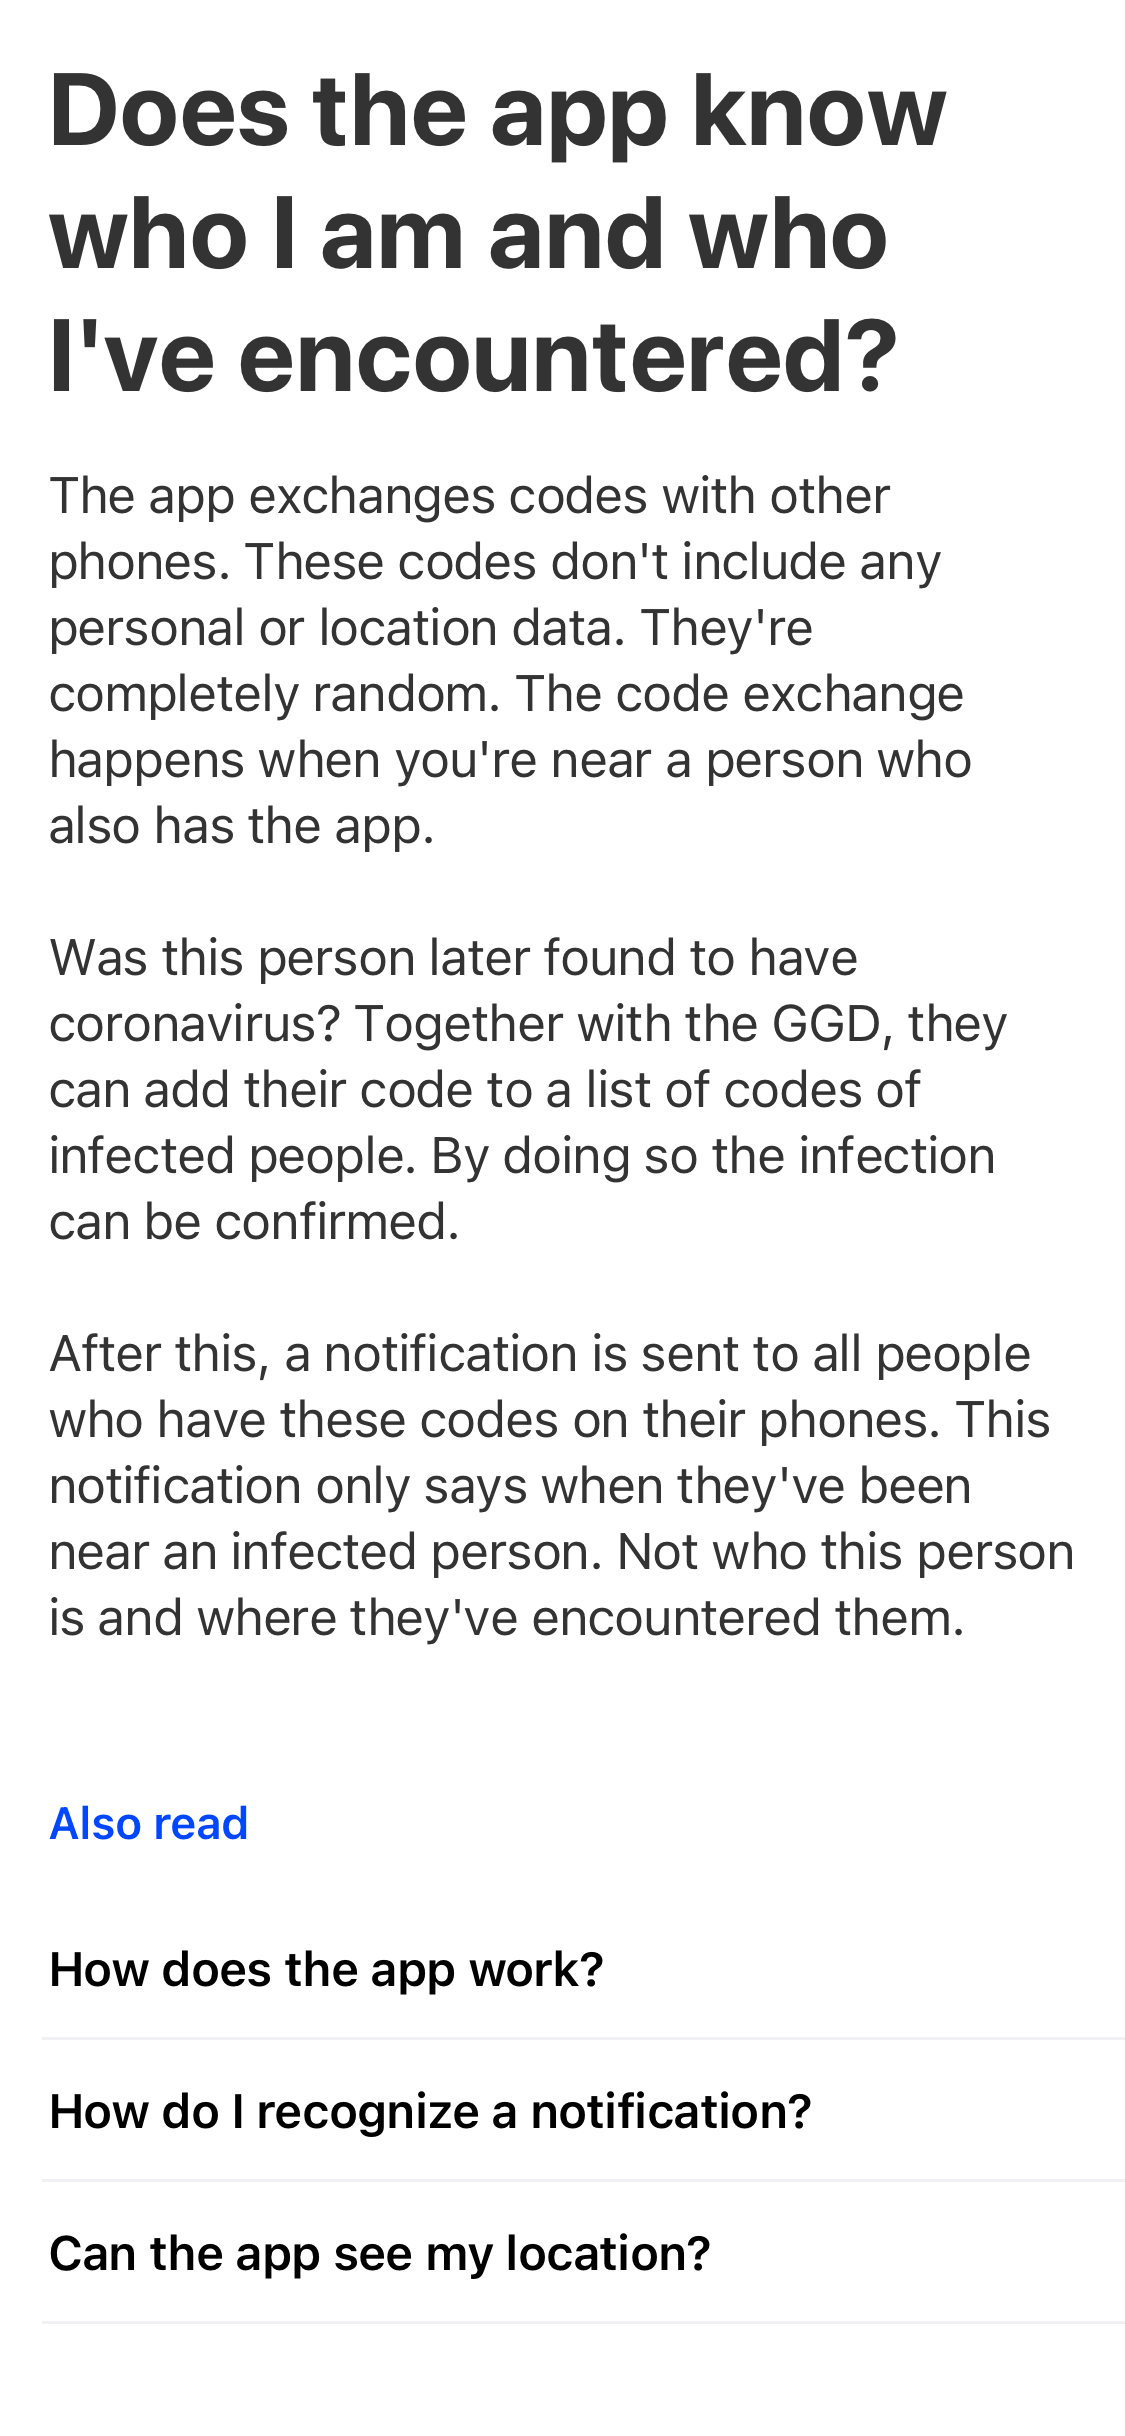 Does the app know
who I am and who
I've encountered?
The app exchanges codes with other
phones. These codes don't include any
personal or location data. They're
completely random. The code exchange
happens when you're near a person who
also has the app.
Was this person later found to have
coronavirus? Together with the GGD, they
can add their code to a list of codes of
infected people. By doing so the infection
can be confirmed.
After this, a notification is sent to all people
who have these codes on their phones. This
notification only says when they've been
near an infected person. Not who this person
is and where they've encountered them.
Also read
How does the app work?
How do I recognize a notification?
Can the app see my location?